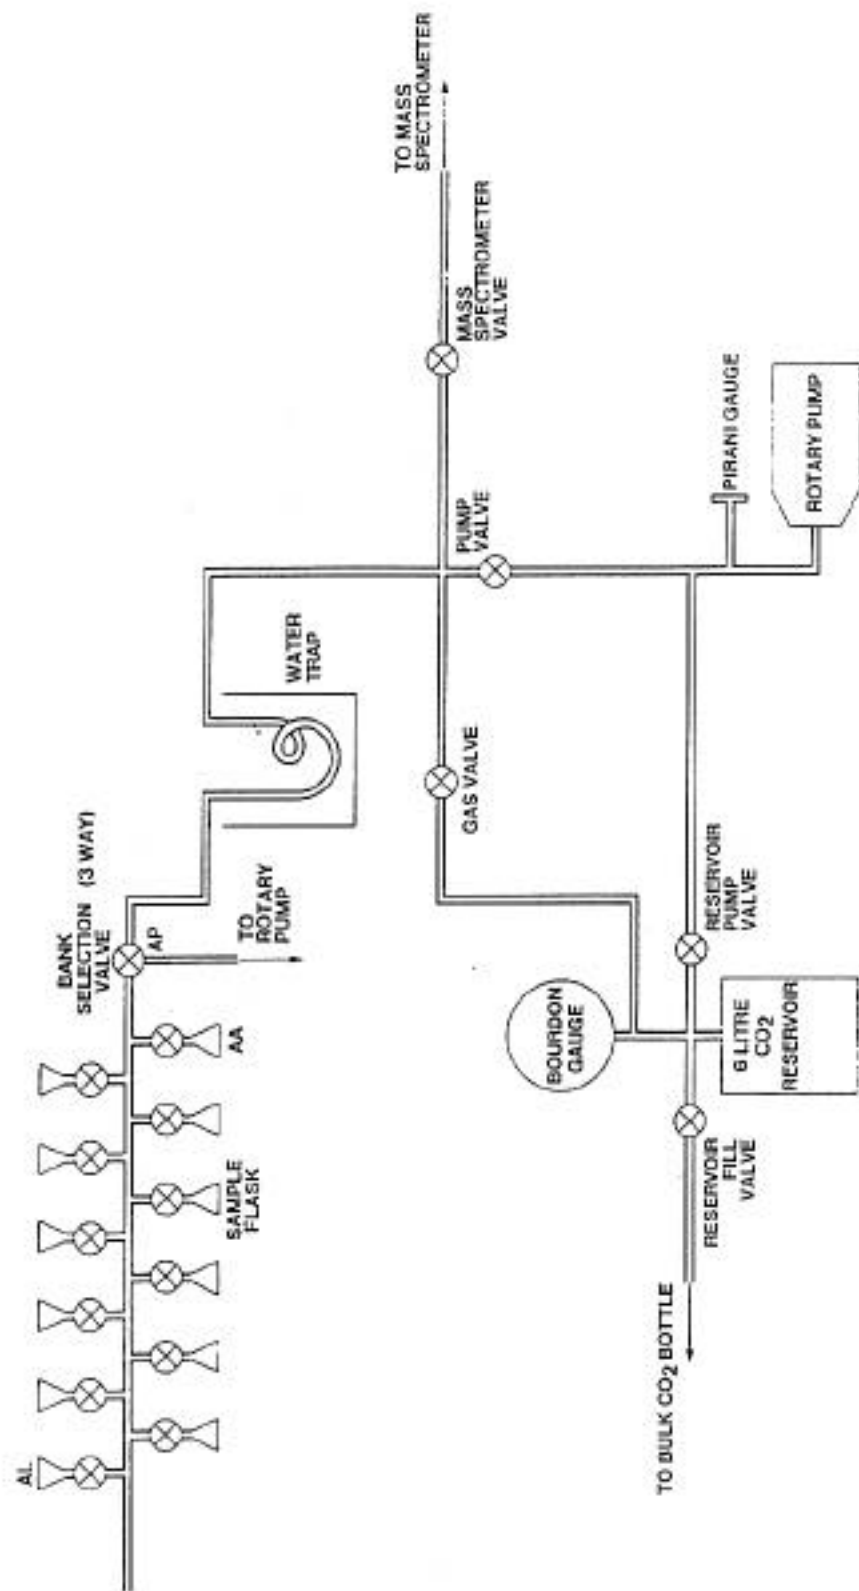 TO MASS
SPECTROMETER
MASS
SPECTROMETER
VALVE
PUMP
VALVE
PIRANI GAUGE
ROTARY PUMP
WATER
TRAP
GAS VALVE
BANK
SELECTION (3 WAY)
VALVE
AP
TO
ROTARY
PUMP
RESERVOIR
PUMP
VALVE
BOURDON
GAUGE
6 LITRE
CO2
RESERVOIR
AA
SAMPLE
FLASK
RESERVOIR
FILL
VALVE
TO BULK CO2 BOTTLE
AL